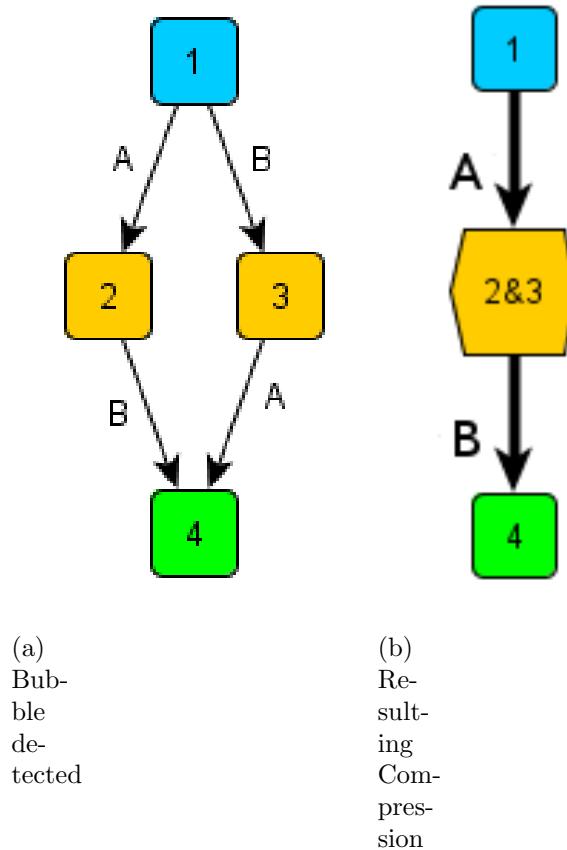 1
A
B
2
3
B
A
4
(a)
Bub-
ble
de-
tected
1
A
2&3
B
4
(b)
Re-
sult-
ing
Com-
pres-
sion